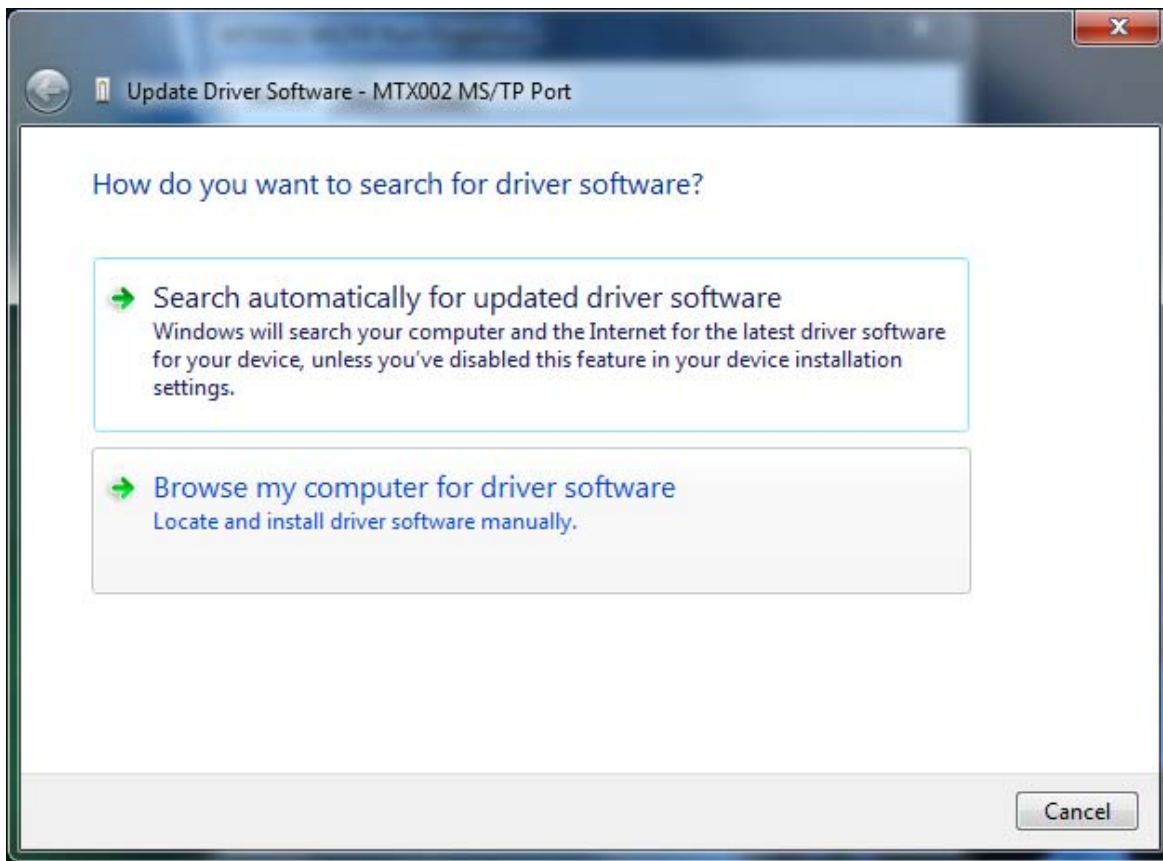 Update Driver Software - MTX002 MS/TP Port
How do you want to search for driver software?
Search automatically for updated driver software
Windows will search your computer and the Internet for the latest driver software
for your device, unless you've disabled this feature in your device installation
settings.
Browse my computer for driver software
Locate and install driver software manually.
Cancel